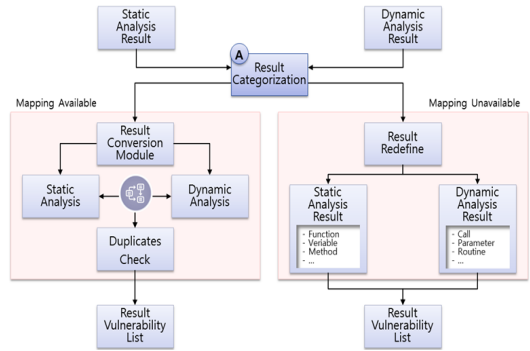 Static
Analysis
Result
Dynamic
Analysis
Result
A
Result
Categorization
Mapping Available
Mapping Unavailable
Result
Conversion
Module
Static
Analysis
Dynamic
Analysis
Duplicates
Check
Result
Vulnerability
List
Result
Redefine
Static
Analysis
Result
- Function
- Veriable
- Method
- ...
Dynamic
Analysis
Result
- Call
- Parameter
- Routine
- ...
Result
Vulnerability
List